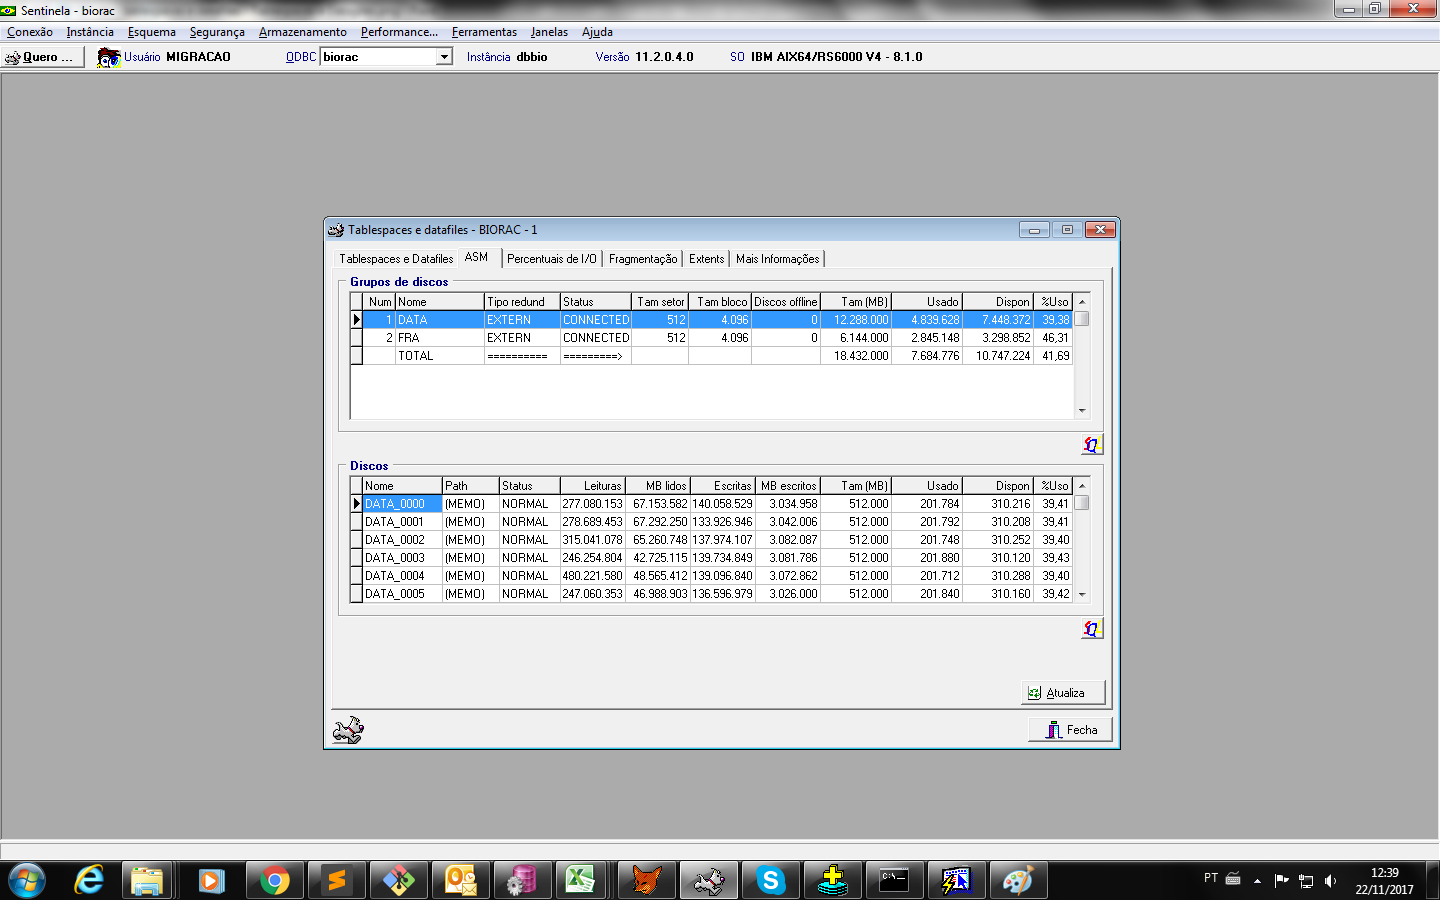 Sentinela - biorac
Conexão Instância Esquema Segurança Armazenamento Performance... Ferramentas Janelas Ajuda
Quero ... Usuário MIGRACAO ODBC biorac Instância dbbio Versão 11.2.0.4.0 SO IBM AIX64/RS6000 V4 - 8.1.0
Tablespaces e datafiles - BIORAC - 1
Tablespaces e Datafiles ASM Percentuais de I/O Fragmentação Extents Mais Informações
Grupos de discos
Num Nome Tipo redund Status Tam setor Tam bloco Discos offline Tam (MB) Usado Dispon %Uso
1 DATA EXTERN CONNECTED 512 4.096 0 12.288.000 4.839.628 7.448.372 39,38
2 FRA EXTERN CONNECTED 512 4.096 0 6.144.000 2.845.148 3.298.852 46,31
TOTAL ========== =========> 18.432.000 7.684.776 10.747.224 41,69
Discos
Nome Path Status Leituras MB lidos Escritas MB escritos Tam (MB) Usado Dispon %Uso
DATA_0000 (MEMO) NORMAL 277.080.153 67.153.582 140.058.529 3.034.958 512.000 201.784 310.216 39,41
DATA_0001 (MEMO) NORMAL 278.689.453 67.292.250 133.926.946 3.042.006 512.000 201.792 310.208 39,41
DATA_0002 (MEMO) NORMAL 315.041.078 65.260.748 137.974.107 3.082.087 512.000 201.748 310.252 39,40
DATA_0003 (MEMO) NORMAL 246.254.804 42.725.115 139.734.849 3.081.786 512.000 201.880 310.120 39,43
DATA_0004 (MEMO) NORMAL 480.221.580 48.565.412 139.096.840 3.072.862 512.000 201.712 310.288 39,40
DATA_0005 (MEMO) NORMAL 247.060.353 46.988.903 136.596.979 3.026.000 512.000 201.840 310.160 39,42
Atualiza
Fecha
PT 12:39
22/11/2017